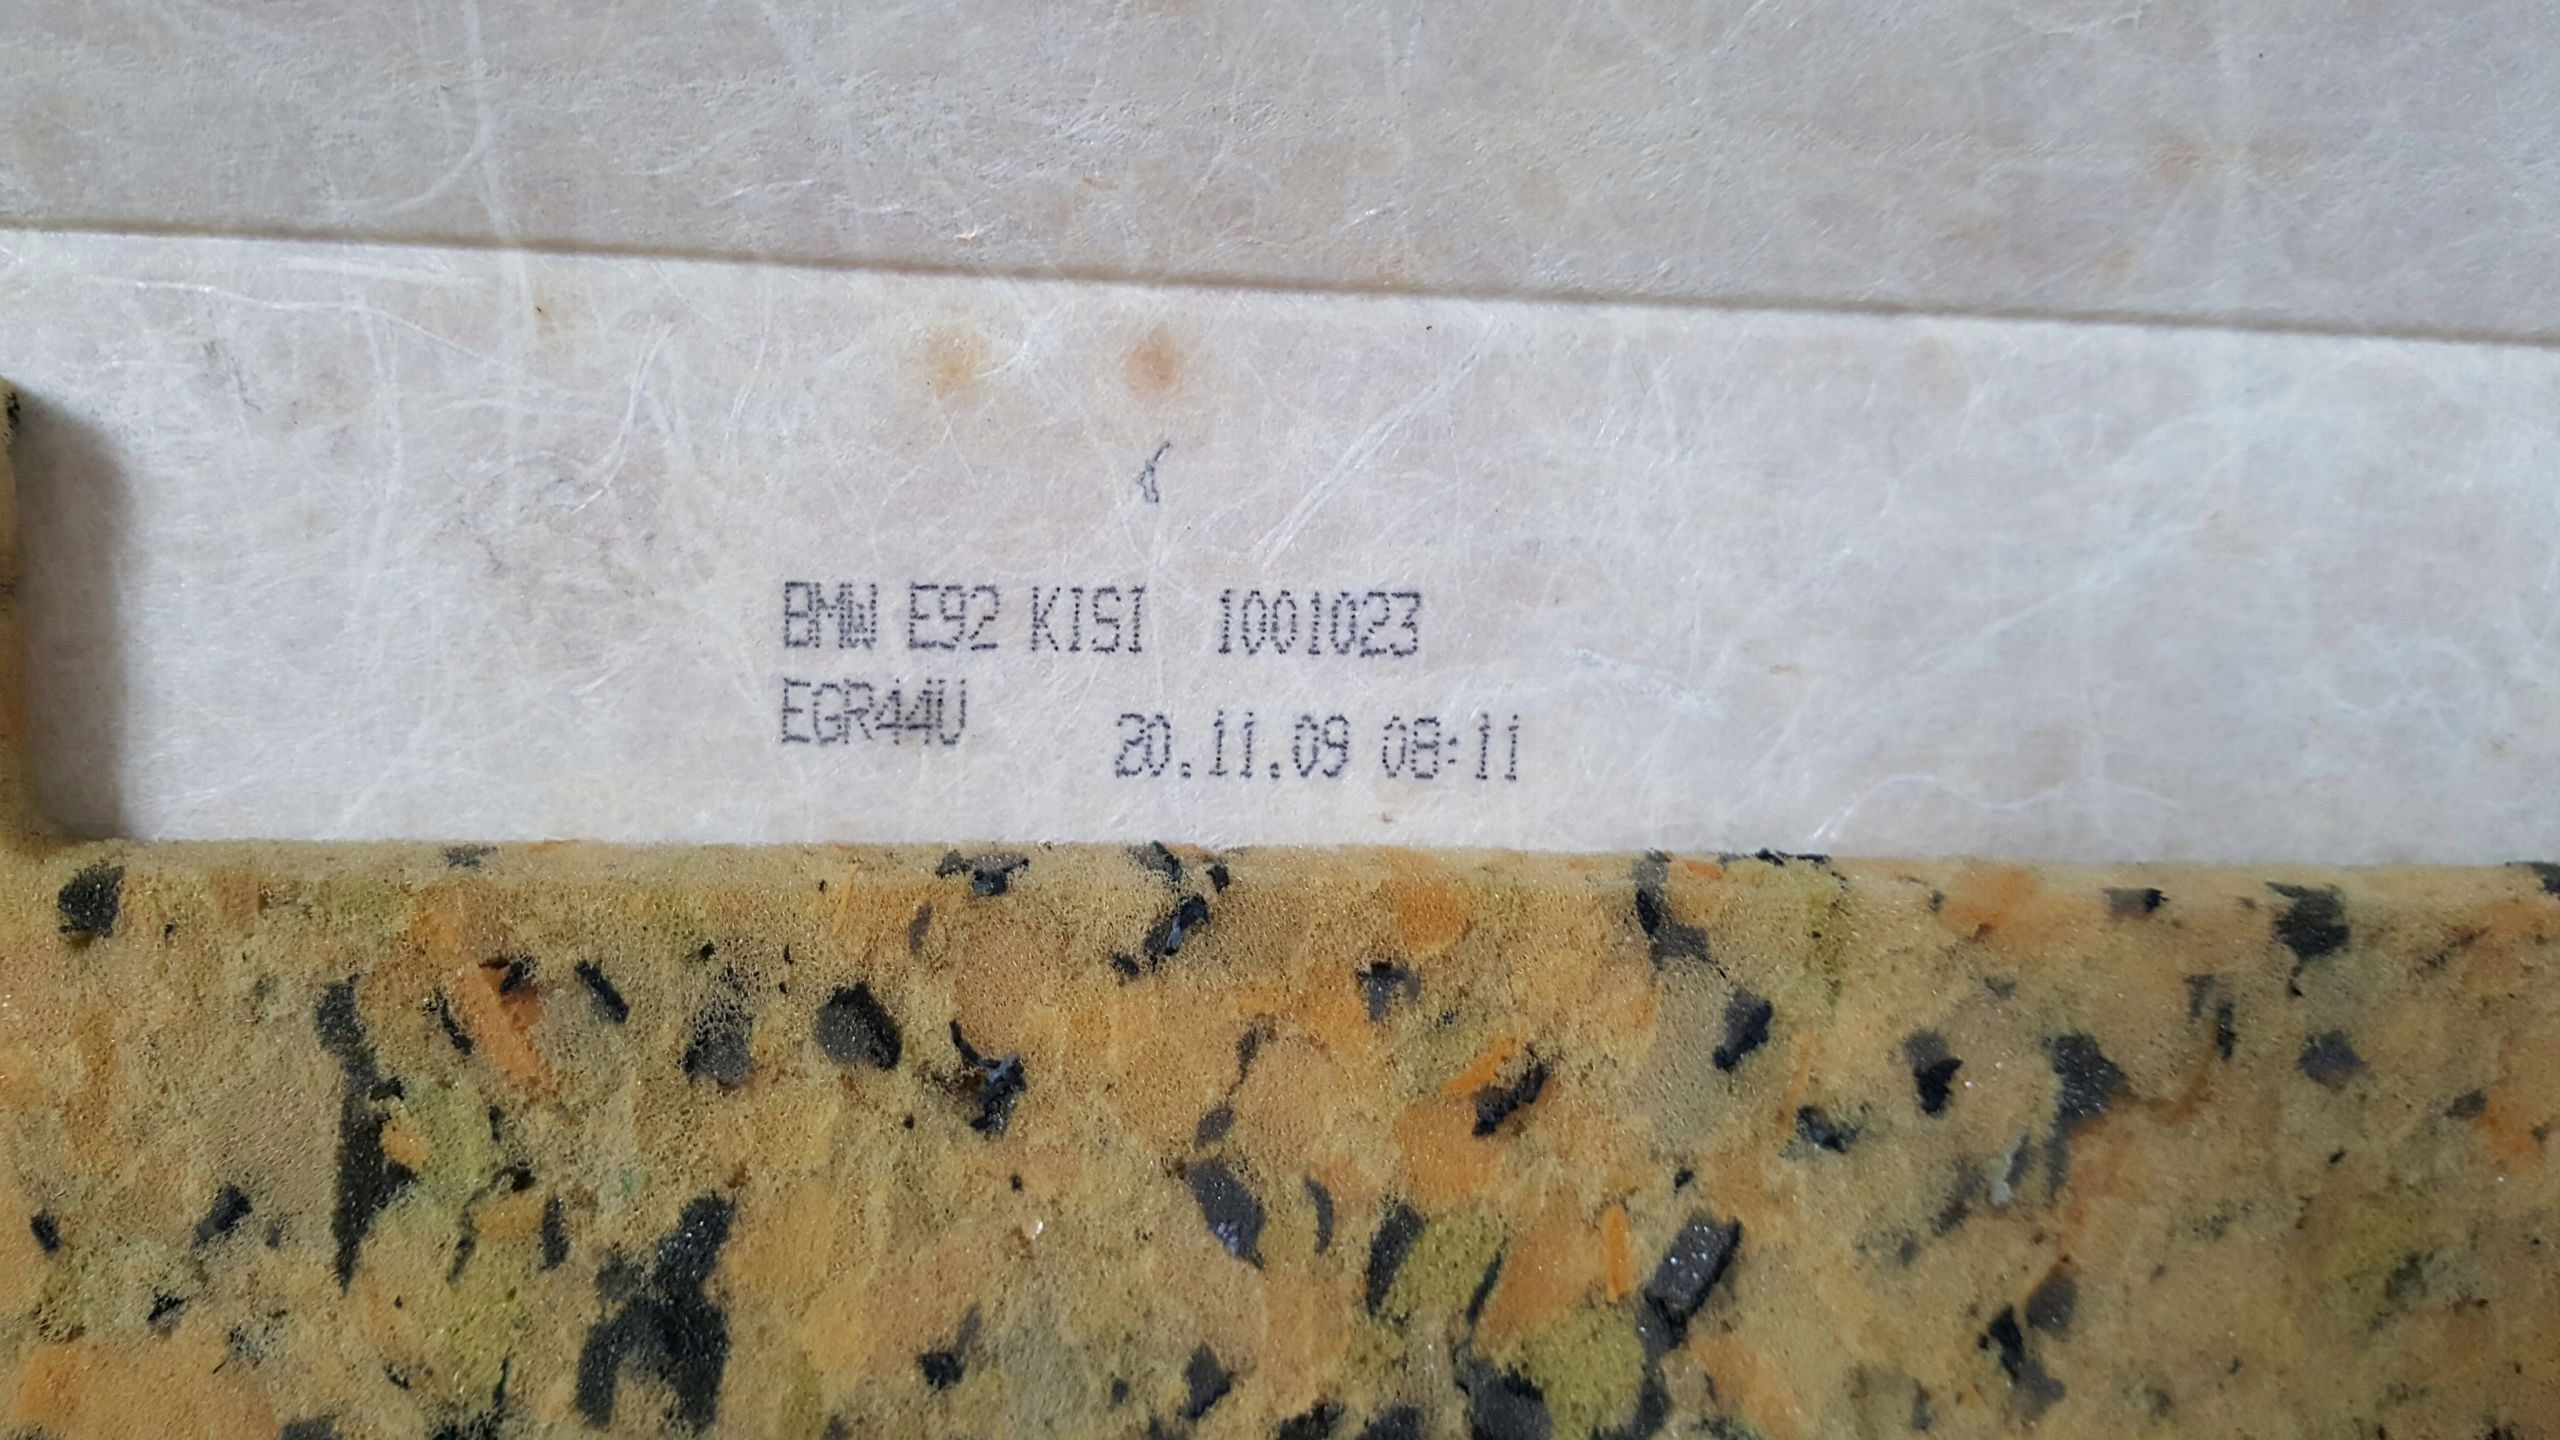 BMW E92 KISI 1001023
EGR44U
20.11.09 08:11